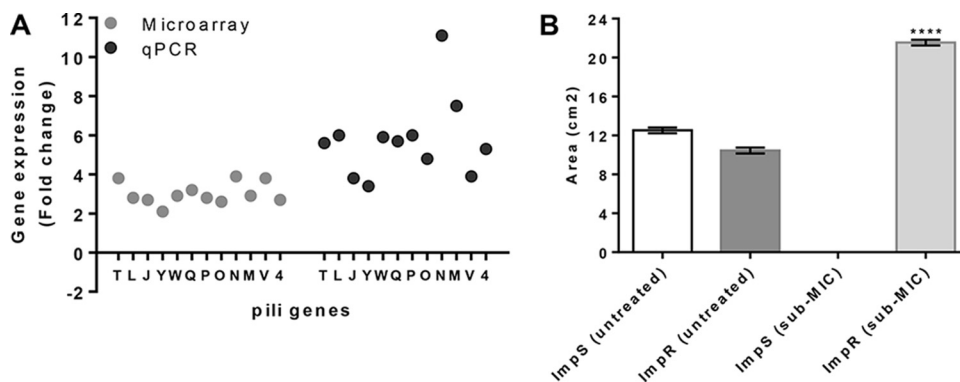 A
Microarray
qPCR
Gene expression
(Fold change)
12
10
8
6
4
2
0
-2
T L J Y W Q P O N M V 4
T L J Y W Q P O N M V 4
pili genes
B
Area (cm2)
24
20
16
12
8
4
0
****
ImpS (untreated)
ImpR (untreated)
ImpS (sub-MIC)
ImpR (sub-MIC)